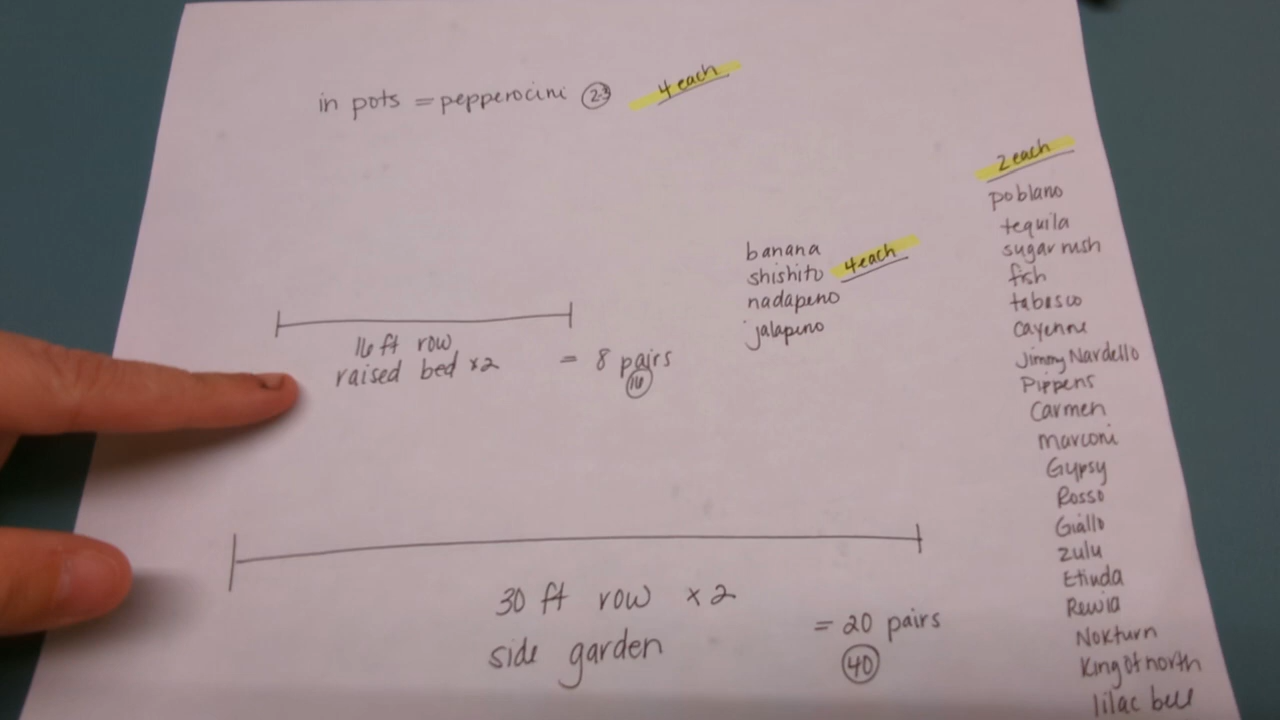 in pots = pepperocini 2-3 4 each
banana
shishito 4 each
nadapeno
jalapeno
16 ft row
raised bed x2 = 8 pairs
16
30 ft row x2
side garden
= 20 pairs
40
2 each
poblano
tequila
sugar rush
fish
tabasco
Cayenne
Jimmy Nardello
Pippens
Carmen
marconi
Gypsy
Rosso
Giallo
zulu
Etiuda
Rewia
Nokturn
King of north
lilac bell